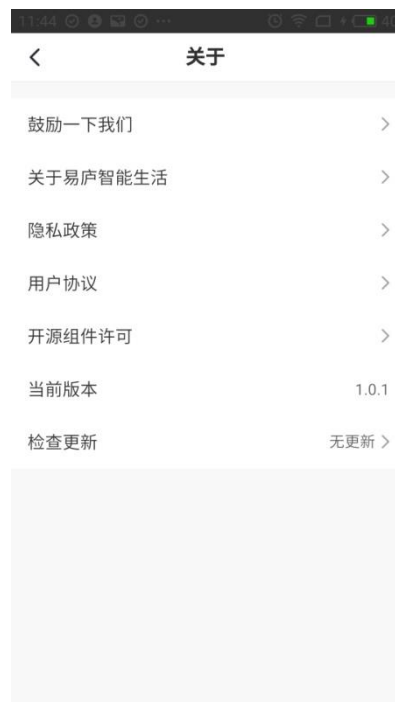 11:44
关于
鼓励一下我们
关于易庐智能生活
隐私政策
用户协议
开源组件许可
当前版本 1.0.1
检查更新 无更新